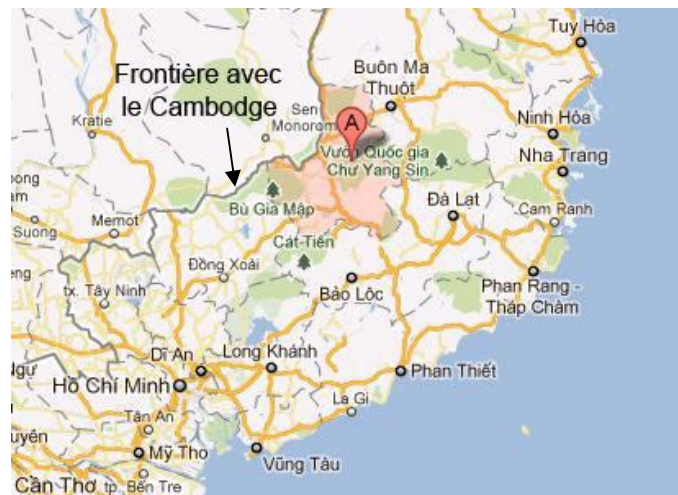 Tuy Hòa
Buôn Ma
Thuột
Frontière avec
le Cambodge
Kratie
Sen
Monorom
A
Ninh Hòa
Vườn Quốc gia
Chư Yang Sin
Nha Trang
Bù Gia Mập
Đà Lạt
Cam Ranh
Suong
Memot
Cát Tiên
Đồng Xoài
tx. Tây Ninh
Bảo Lộc
Phan Rang -
Tháp Chàm
Dĩ An
Long Khánh
Hồ Chí Minh
Phan Thiết
La Gi
Tân An
Mỹ Tho
Vũng Tàu
Cần Thơ
tp. Bến Tre